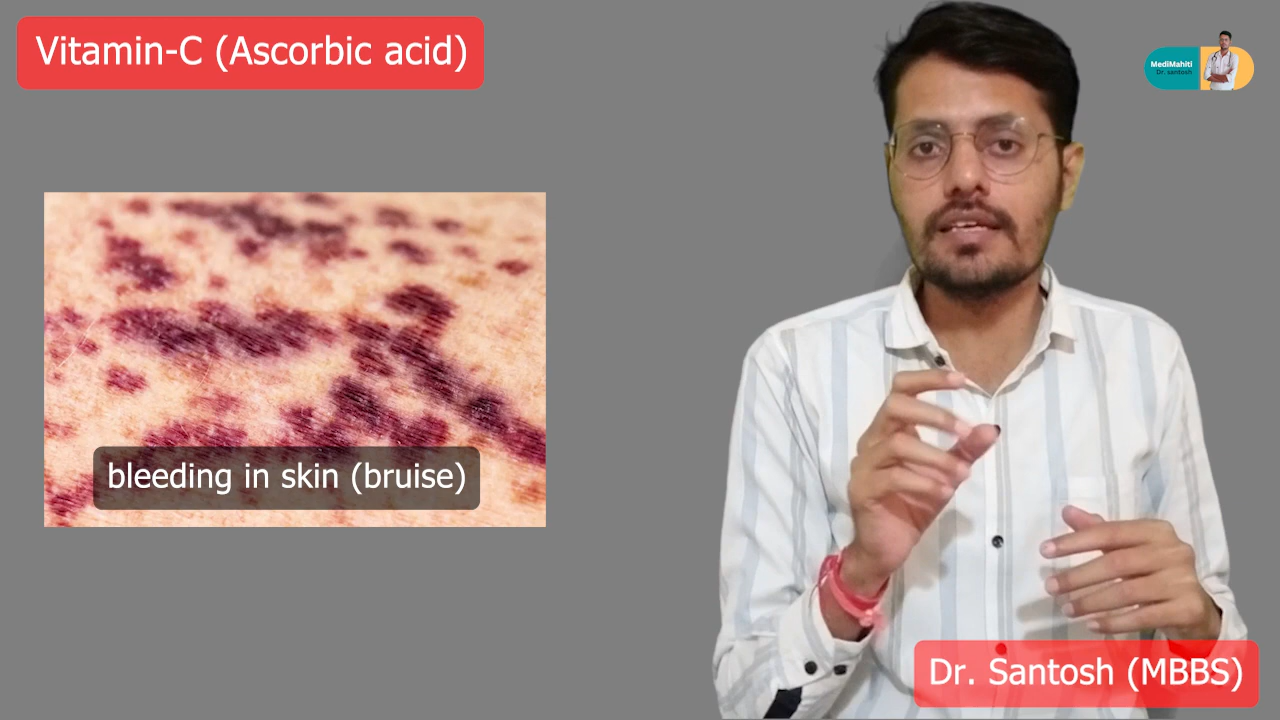 Vitamin-C (Ascorbic acid)
MediMahiti
Dr. santosh
bleeding in skin (bruise)
Dr. Santosh (MBBS)